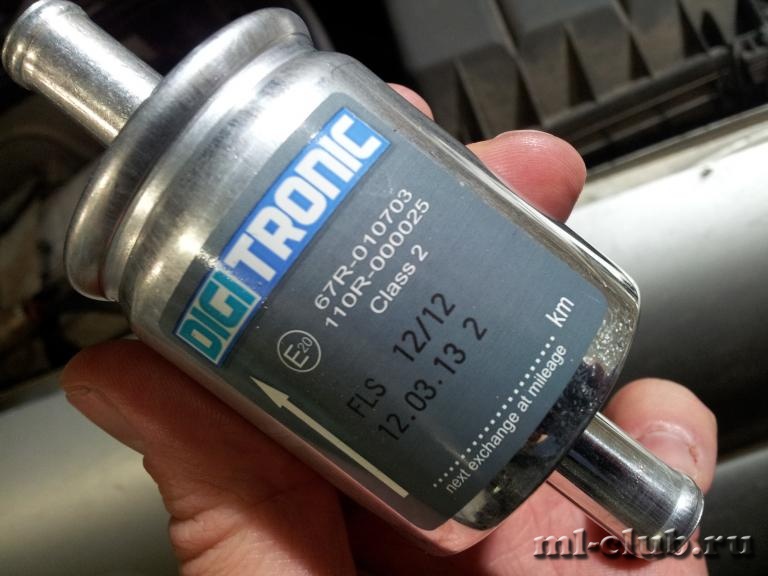 DIGITRONIC
67R-010703
110R-000025
Class 2
E20
FLS 12/12
12.03.13 2
.......................... km
next exchange at mileage
ml-club.ru